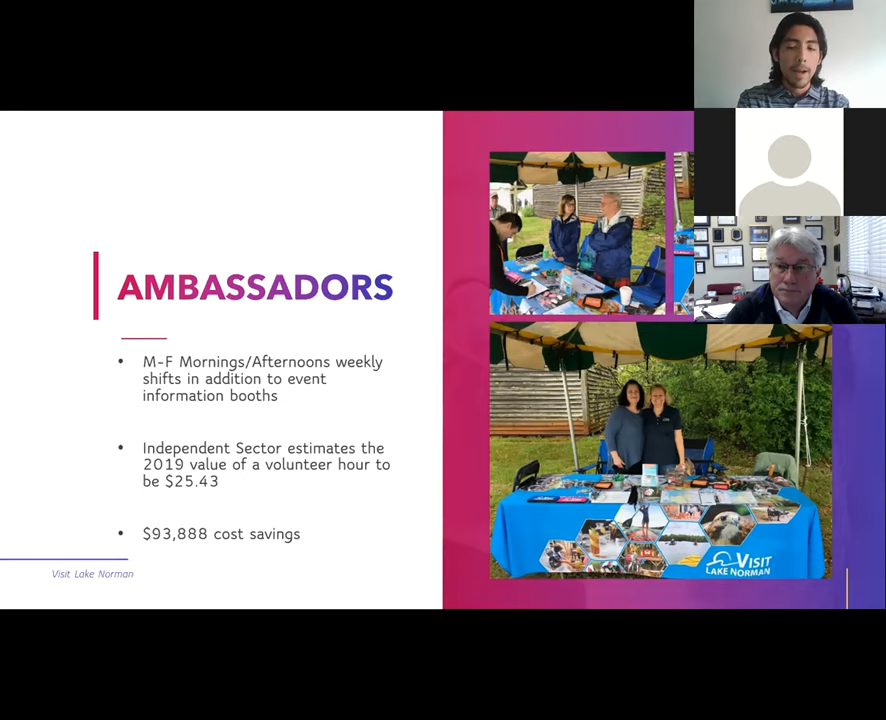 AMBASSADORS
• M-F Mornings/Afternoons weekly
shifts in addition to event
information booths
• Independent Sector estimates the
2019 value of a volunteer hour to
be $25.43
• $93,888 cost savings
Visit Lake Norman
VISIT
LAKE NORMAN